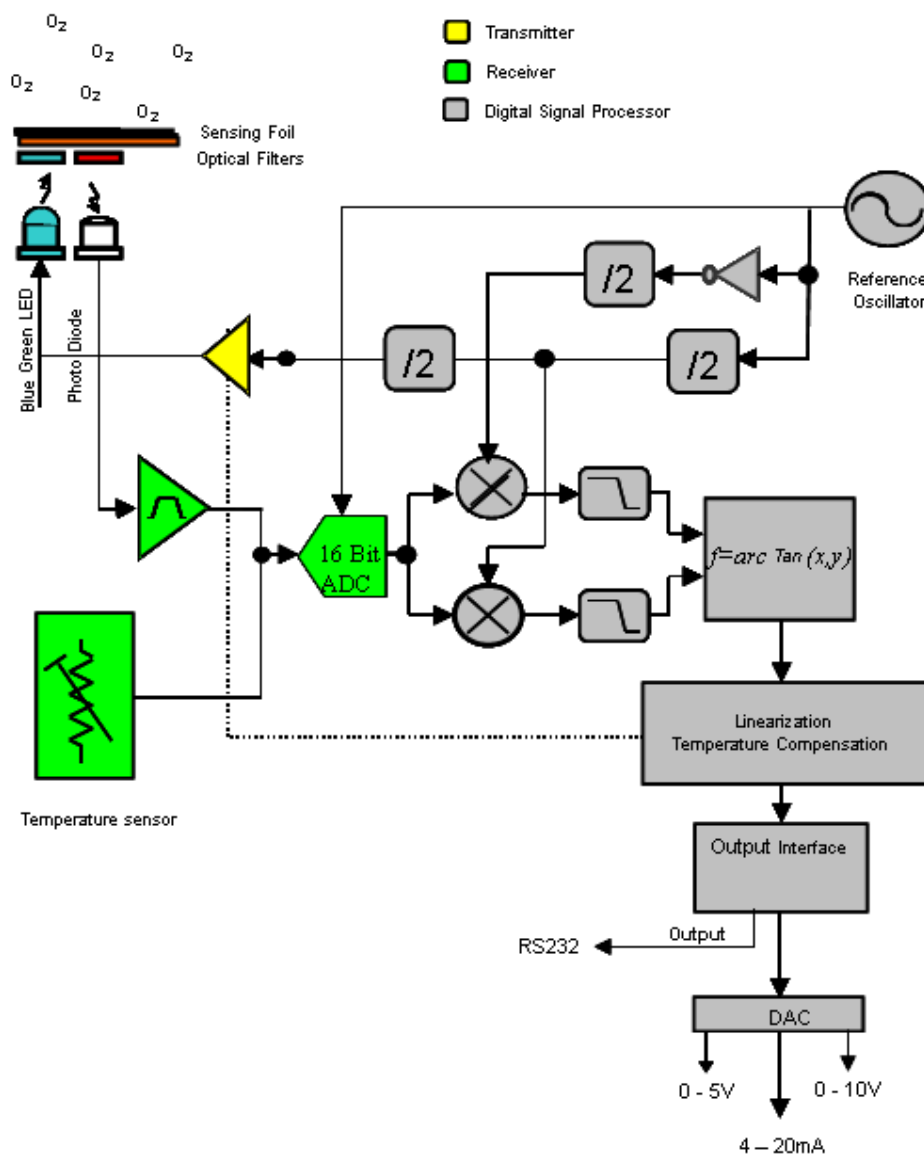 O2
O2
O2
O2
O2
O2
Transmitter
Receiver
Digital Signal Processor
Sensing Foil
Optical Filters
/2
Reference
Oscillator
Blue Green LED
Photo Diode
/2
/2
16 Bit
ADC
f=arc Tan (x,y)
Linearization
Temperature Compensation
Temperature sensor
Output Interface
Output
RS232
DAC
0 - 5V
0 - 10V
4 – 20mA